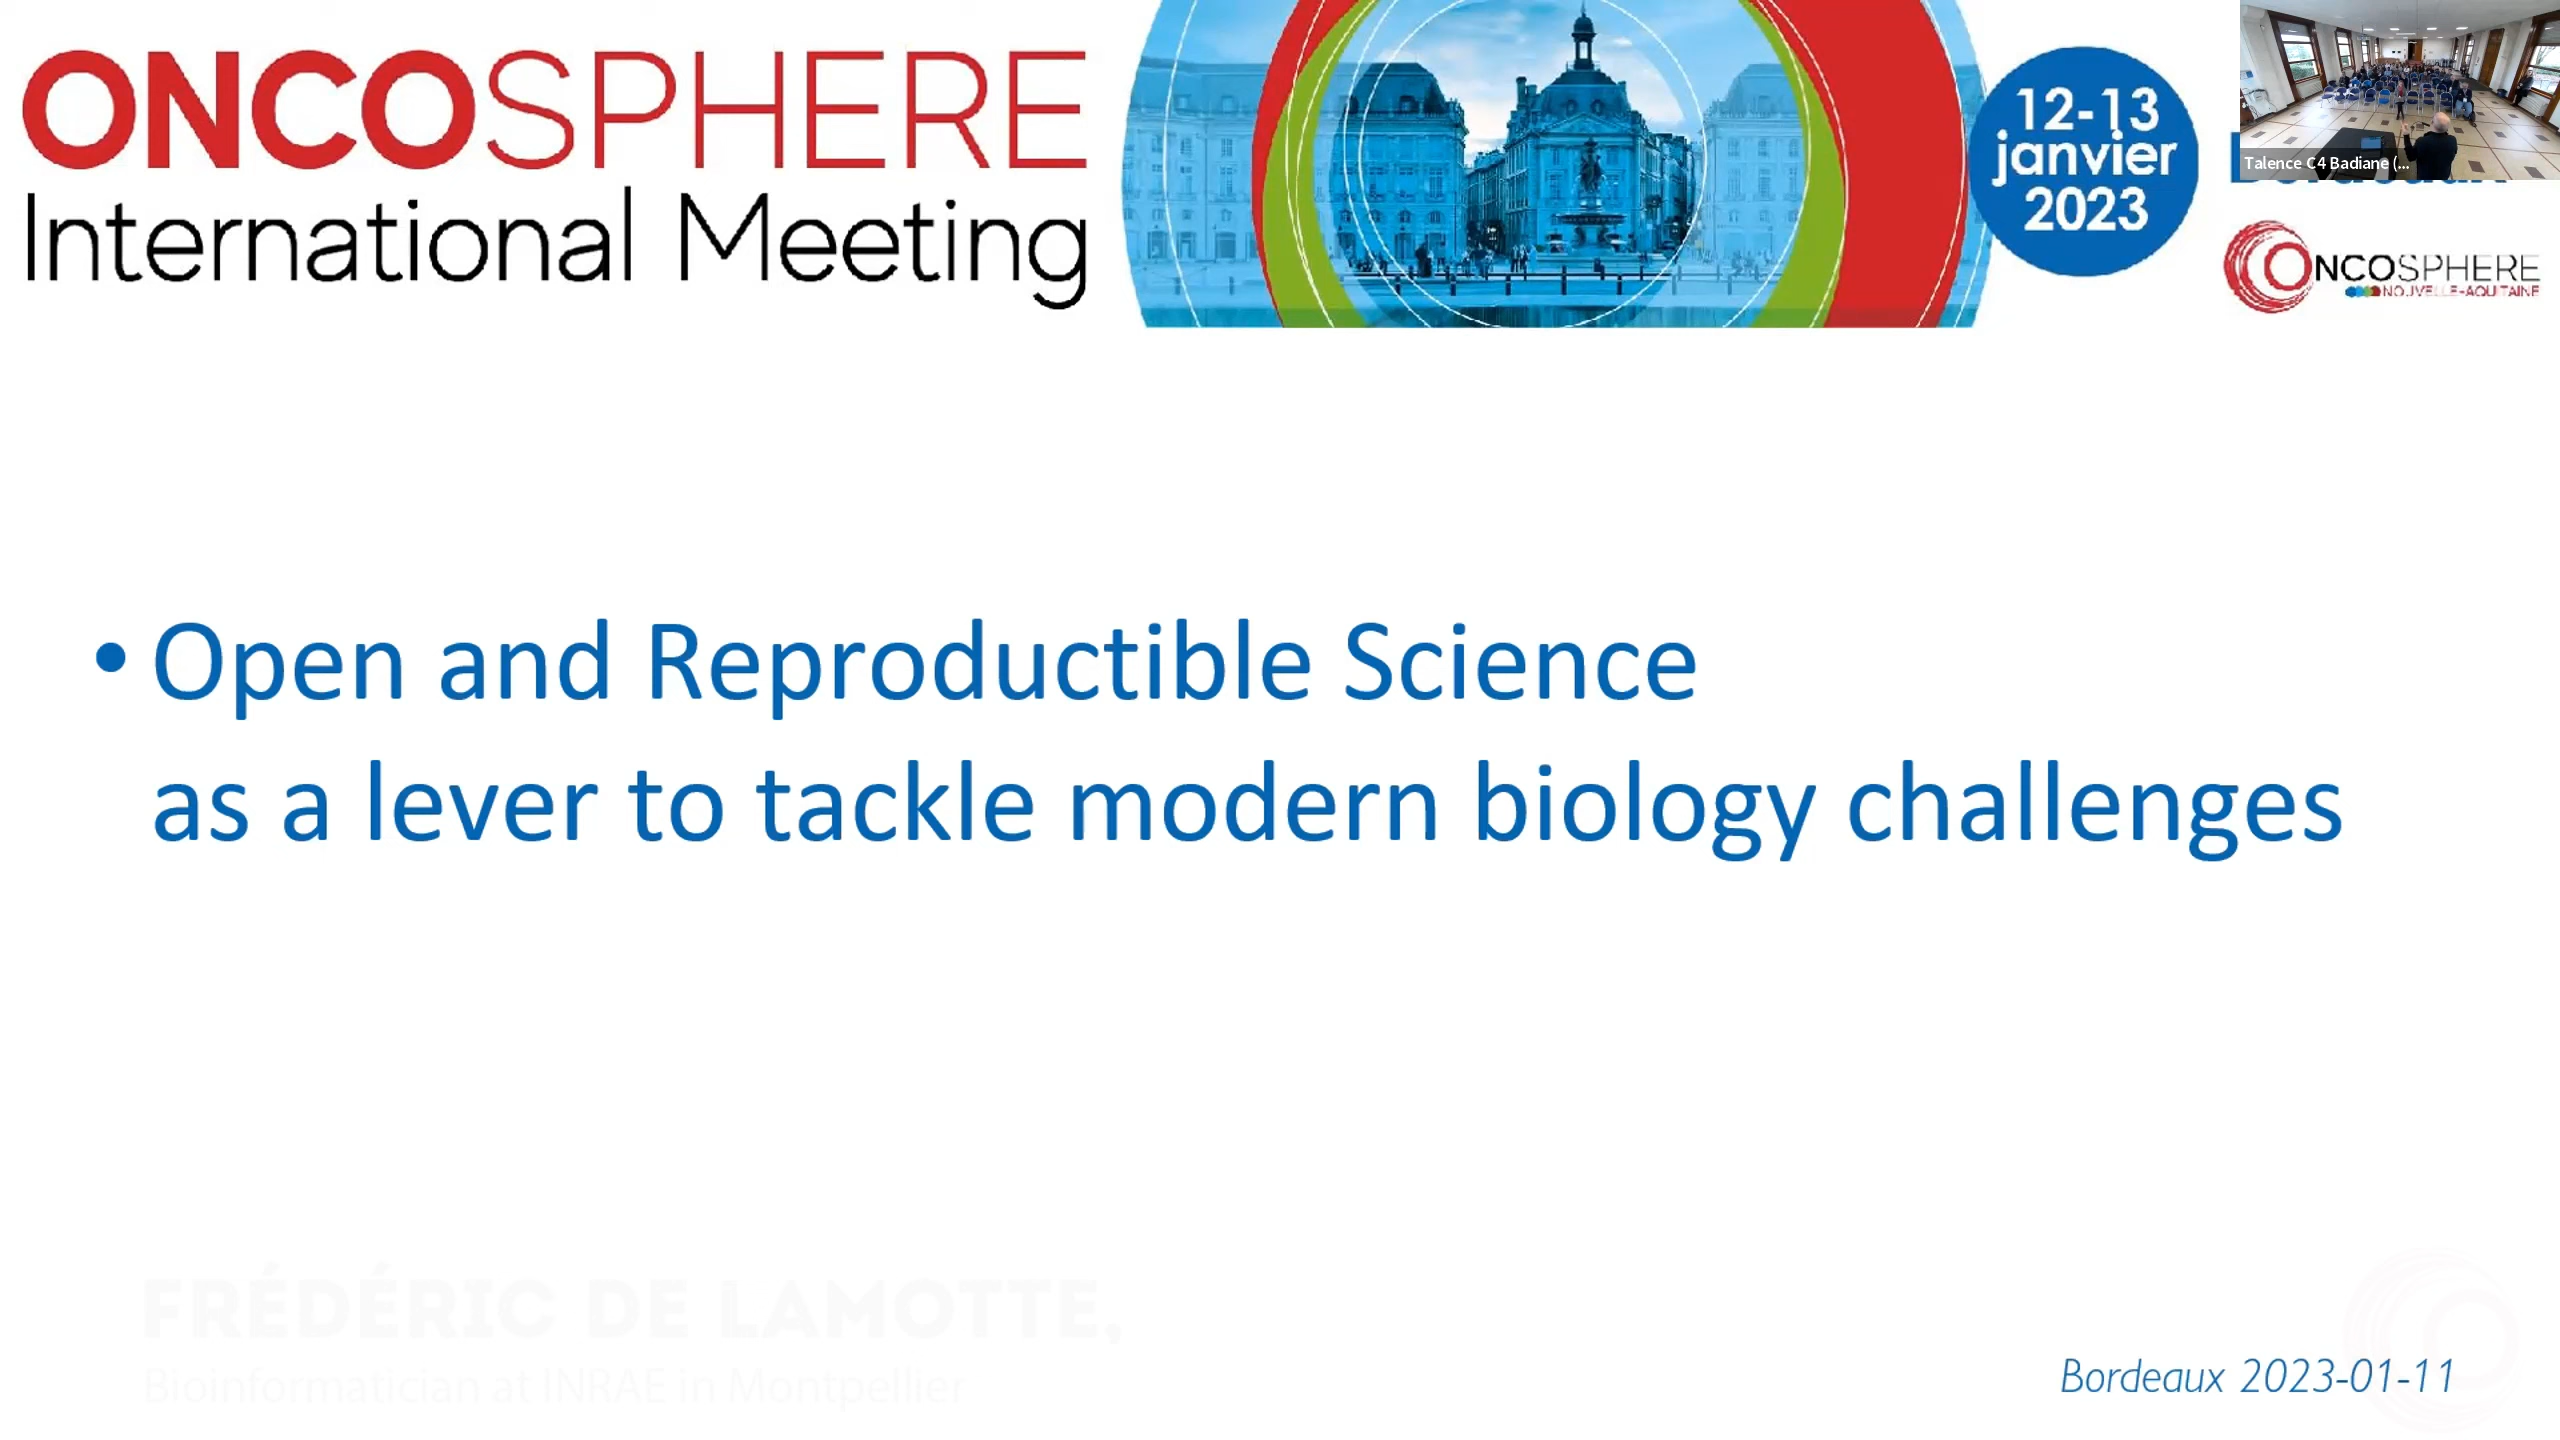 ONCOSPHERE
International Meeting
12-13
janvier
2023
Talence C4 Badiane (...
ONCOSPHERE
NOUVELLE-AQUITAINE
• Open and Reproductible Science
as a lever to tackle modern biology challenges
FRÉDÉRIC DE LAMOTTE,
Bioinformatician at INRAE in Montpellier
Bordeaux 2023-01-11